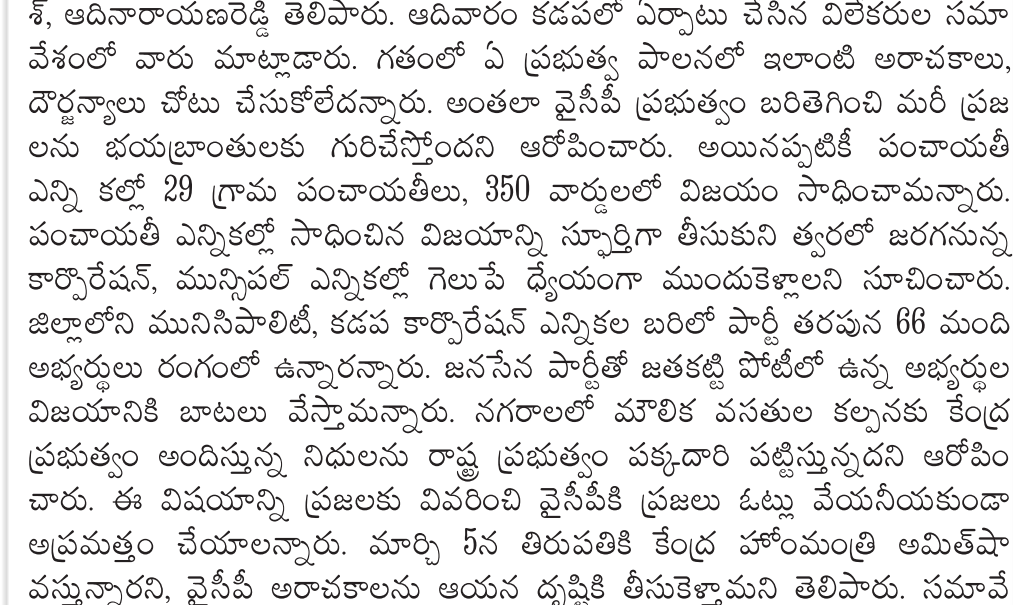 శ్, ఆదినారాయణరెడ్డి తెలిపారు. ఆదివారం కడపలో ఏర్పాటు చేసిన విలేకరుల సమా
వేశంలో వారు మాట్లాడారు. గతంలో ఏ ప్రభుత్వ పాలనలో ఇలాంటి అరాచకాలు,
దౌర్జన్యాలు చోటు చేసుకోలేదన్నారు. అంతలా వైసీపీ ప్రభుత్వం బరితెగించి మరీ ప్రజ
లను భయబ్రాంతులకు గురిచేస్తోందని ఆరోపించారు. అయినప్పటికీ పంచాయతీ
ఎన్ని కల్లో 29 గ్రామ పంచాయతీలు, 350 వార్డులలో విజయం సాధించామన్నారు.
పంచాయతీ ఎన్నికల్లో సాధించిన విజయాన్ని స్ఫూర్తిగా తీసుకుని త్వరలో జరగనున్న
కార్పొరేషన్, మున్సిపల్ ఎన్నికల్లో గెలుపే ధ్యేయంగా ముందుకెళ్లాలని సూచించారు.
జిల్లాలోని మునిసిపాలిటీ, కడప కార్పొరేషన్ ఎన్నికల బరిలో పార్టీ తరపున 66 మంది
అభ్యర్థులు రంగంలో ఉన్నారన్నారు. జనసేన పార్టీతో జతకట్టి పోటీలో ఉన్న అభ్యర్థుల
విజయానికి బాటలు వేస్తామన్నారు. నగరాలలో మౌలిక వసతుల కల్పనకు కేంద్ర
ప్రభుత్వం అందిస్తున్న నిధులను రాష్ట్ర ప్రభుత్వం పక్కదారి పట్టిస్తున్నదని ఆరోపిం
చారు. ఈ విషయాన్ని ప్రజలకు వివరించి వైసీపీకి ప్రజలు ఓట్లు వేయనీయకుండా
అప్రమత్తం చేయాలన్నారు. మార్చి 5న తిరుపతికి కేంద్ర హోంమంత్రి అమిత్‌షా
వస్తున్నారని, వైసీపీ అరాచకాలను ఆయన దృష్టికి తీసుకెళ్తామని తెలిపారు. సమావే